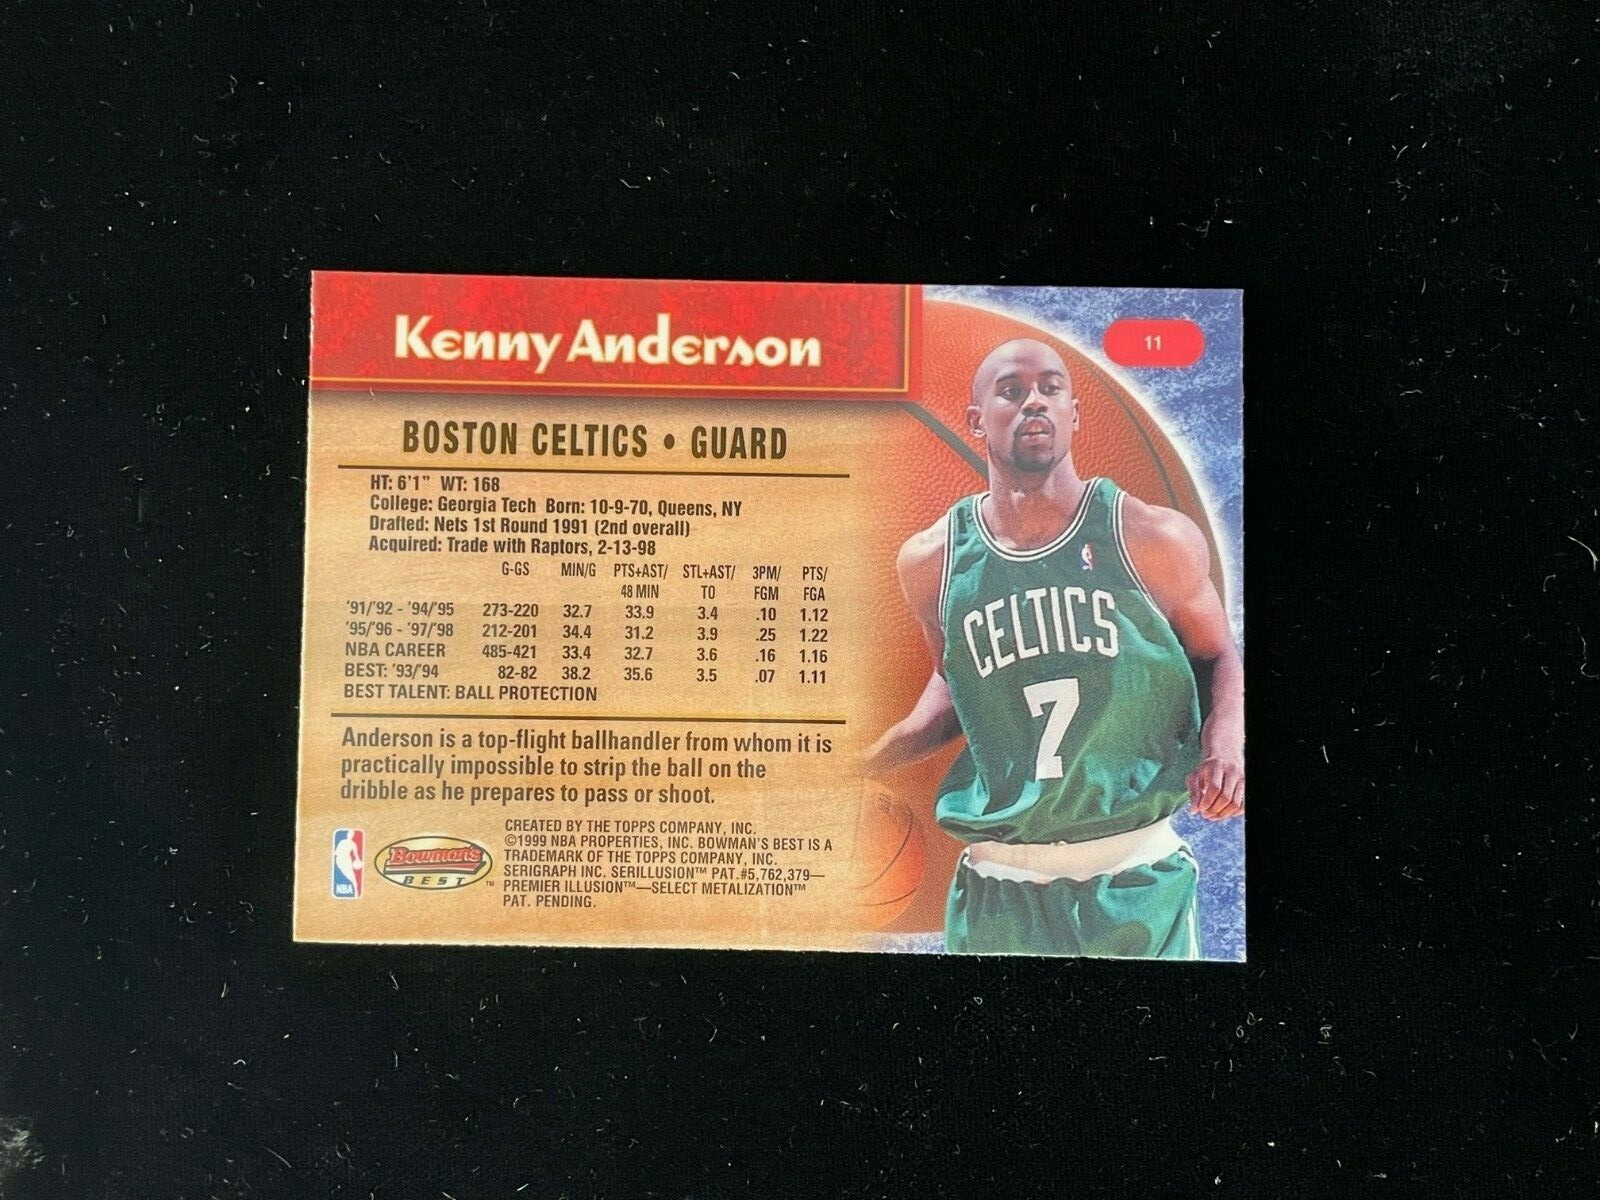 Kenny Anderson
11
BOSTON CELTICS • GUARD
HT: 6'1" WT: 168
College: Georgia Tech Born: 10-9-70, Queens, NY
Drafted: Nets 1st Round 1991 (2nd overall)
Acquired: Trade with Raptors, 2-13-98
G-GS MIN/G PTS+AST/ STL+AST/ 3PM/ PTS/
48 MIN TO FGM FGA
'91/'92 - '94/'95 273-220 32.7 33.9 3.4 .10 1.12
'95/'96 - '97/'98 212-201 34.4 31.2 3.9 .25 1.22
NBA CAREER 485-421 33.4 32.7 3.6 .16 1.16
BEST: '93/'94 82-82 38.2 35.6 3.5 .07 1.11
BEST TALENT: BALL PROTECTION
Anderson is a top-flight ballhandler from whom it is
practically impossible to strip the ball on the
dribble as he prepares to pass or shoot.
CREATED BY THE TOPPS COMPANY, INC.
©1999 NBA PROPERTIES, INC. BOWMAN'S BEST IS A
TRADEMARK OF THE TOPPS COMPANY, INC.
SERIGRAPH INC. SERILLUSION™ PAT.#5,762,379—
PREMIER ILLUSION™—SELECT METALIZATION™
PAT. PENDING.
NBA
Bowman's
BEST™
CELTICS
7